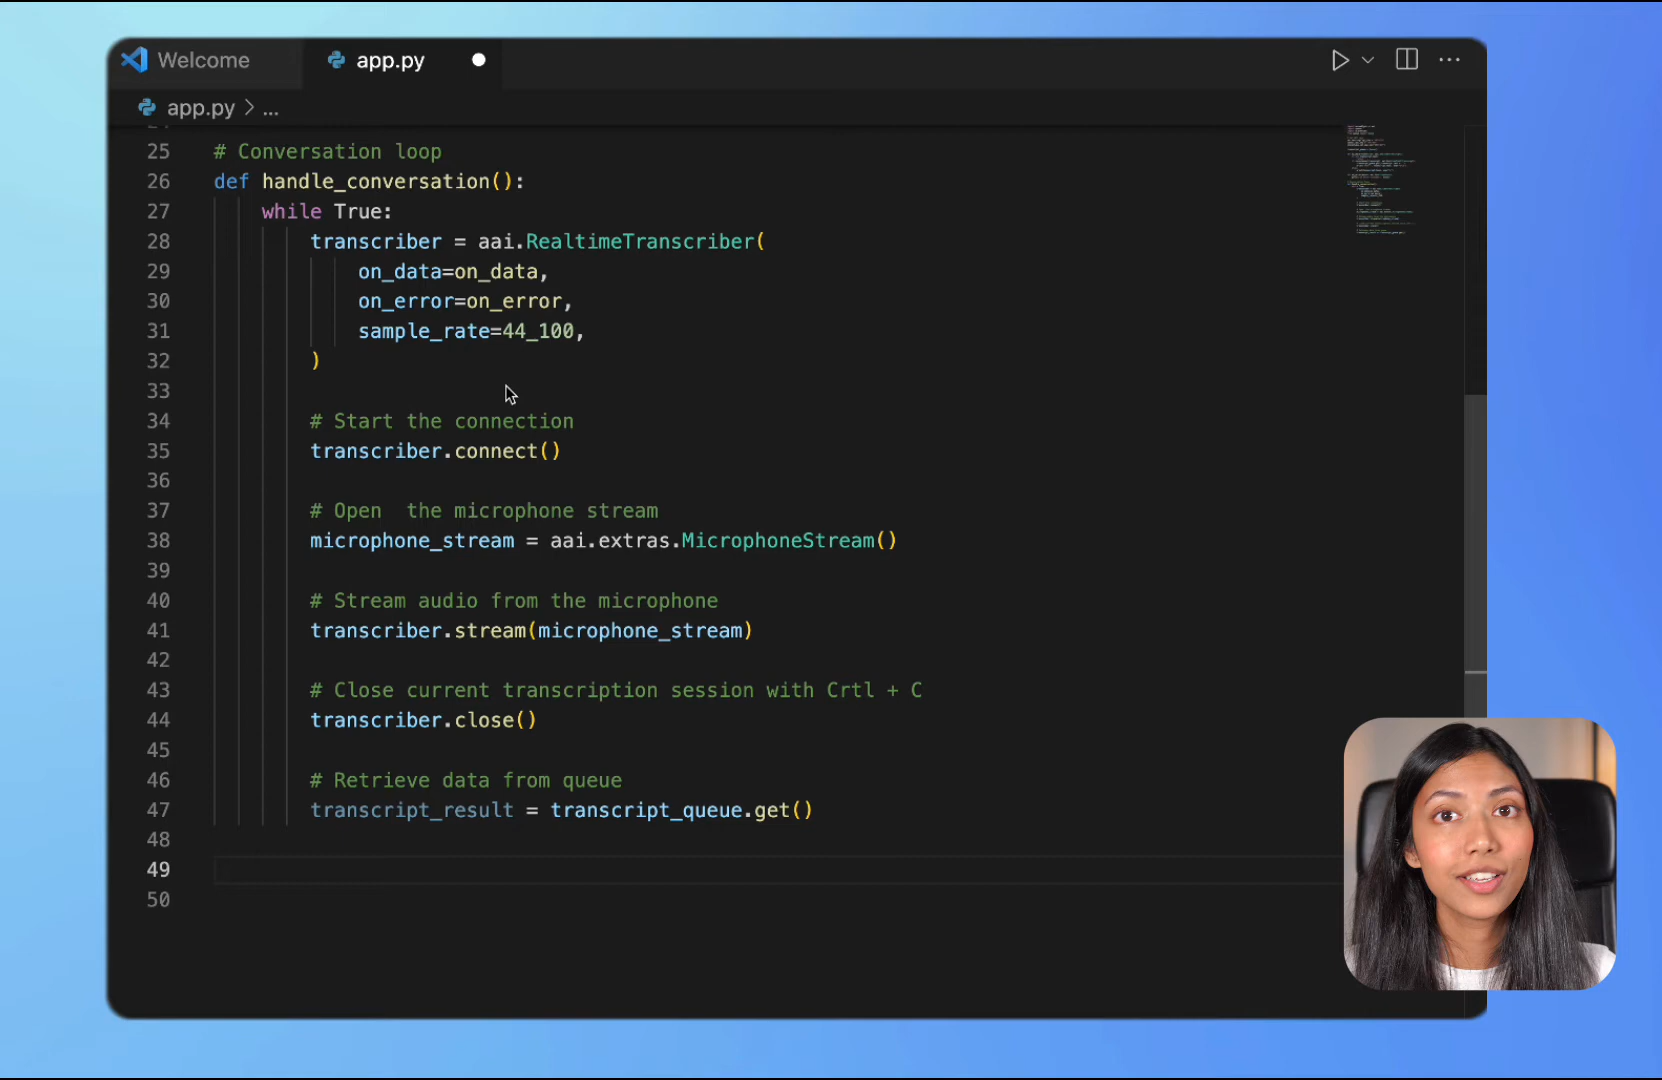 Welcome
app.py
app.py > ...
25 # Conversation loop
26 def handle_conversation():
27 while True:
28 transcriber = aai.RealtimeTranscriber(
29 on_data=on_data,
30 on_error=on_error,
31 sample_rate=44_100,
32 )
33
34 # Start the connection
35 transcriber.connect()
36
37 # Open  the microphone stream
38 microphone_stream = aai.extras.MicrophoneStream()
39
40 # Stream audio from the microphone
41 transcriber.stream(microphone_stream)
42
43 # Close current transcription session with Crtl + C
44 transcriber.close()
45
46 # Retrieve data from queue
47 transcript_result = transcript_queue.get()
48
49
50